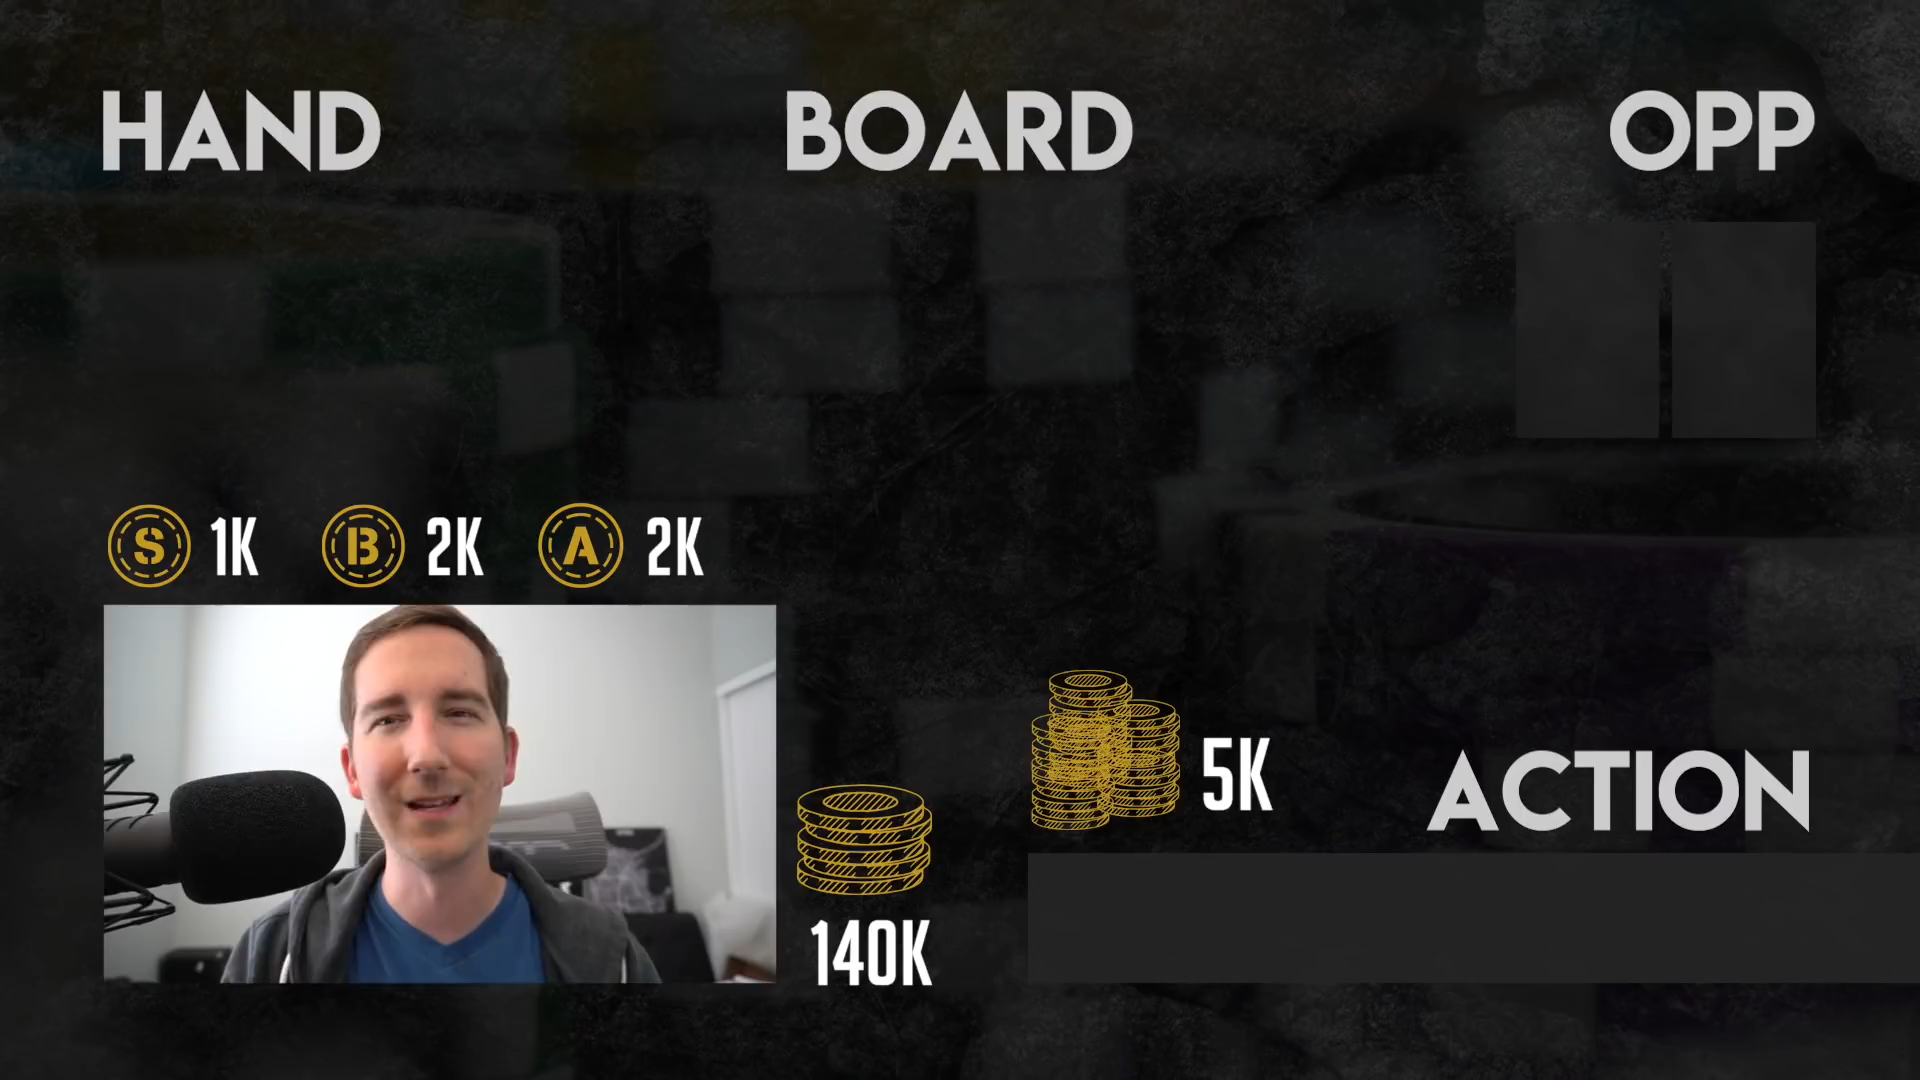 HAND
BOARD
OPP
S 1K B 2K A 2K
5K
ACTION
140K